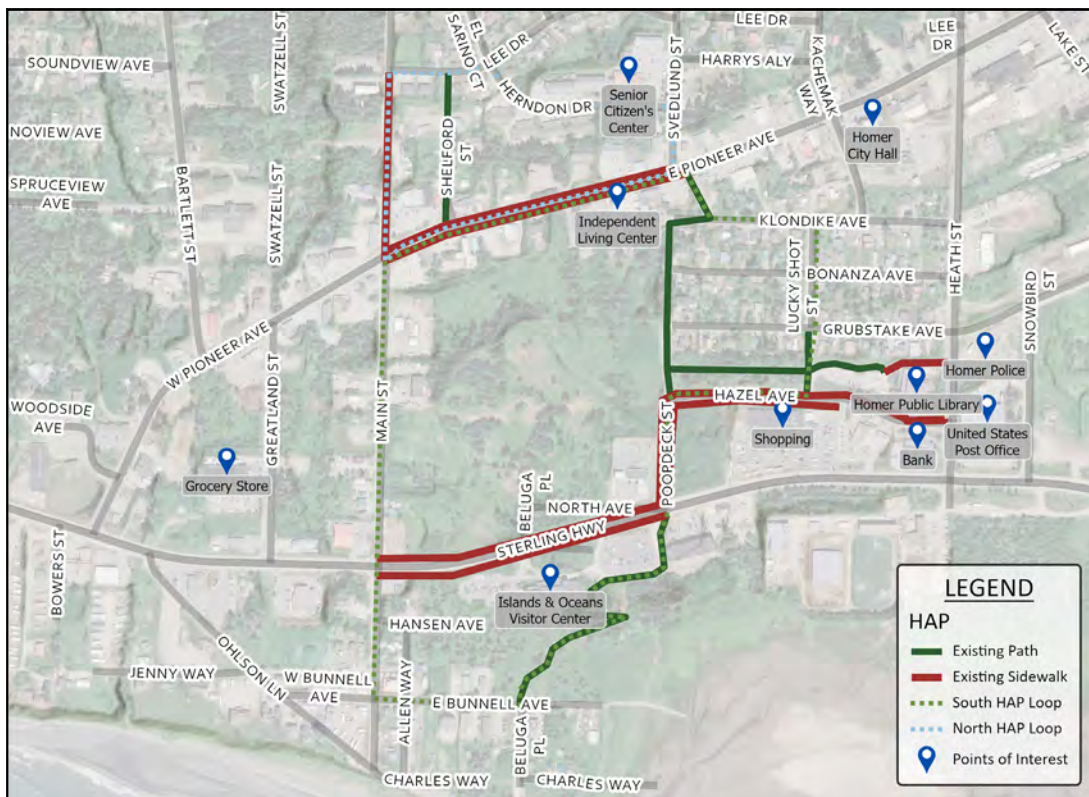 LEE DR
SOUNDVIEW AVE
SWATZELL ST
EL
SARINO CT
LEE DR
HERNDON DR
Senior
Citizen's
Center
SVEDLUND ST
HARRYS ALY
KACHEMAK
WAY
LEE
DR
LAKE ST
NOVIEW AVE
SPRUCEVIEW
AVE
BARTLETT ST
SWATZELL ST
SHELFORD
ST
E PIONEER AVE
Homer
City Hall
Independent
Living Center
KLONDIKE AVE
BONANZA AVE
LUCKY SHOT
ST
HEATH ST
SNOWBIRD
ST
GRUBSTAKE AVE
W PIONEER AVE
GREATLAND ST
MAIN ST
WOODSIDE
AVE
Homer Police
HAZEL AVE
Homer Public Library
POOPDECK ST
Shopping
Bank
United States
Post Office
Grocery Store
BELUGA
PL
NORTH AVE
STERLING HWY
BOWERS ST
Islands & Oceans
Visitor Center
HANSEN AVE
OHLSON LN
JENNY WAY
W BUNNELL
AVE
ALLEN WAY
E BUNNELL AVE
BELUGA
PL
CHARLES WAY
CHARLES WAY
LEGEND
HAP
Existing Path
Existing Sidewalk
South HAP Loop
North HAP Loop
Points of Interest